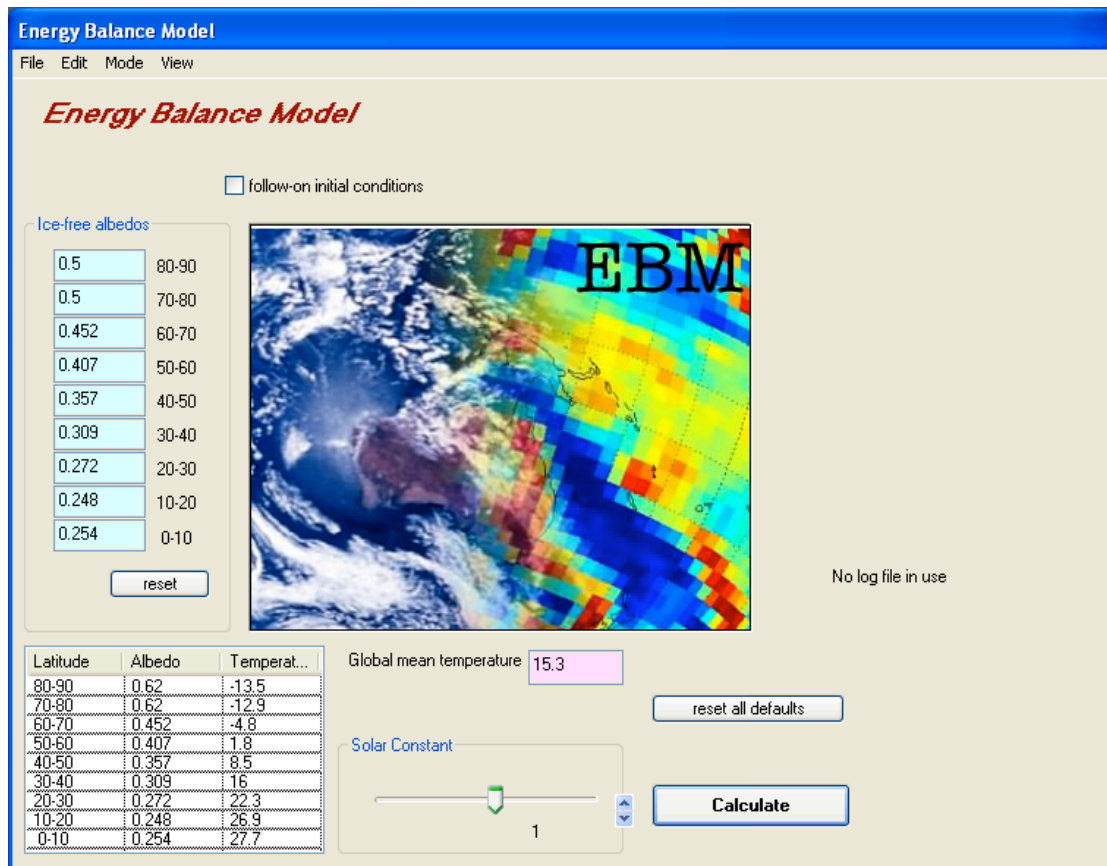 Energy Balance Model
File Edit Mode View
Energy Balance Model
follow-on initial conditions
Ice-free albedos
0.5 80-90
0.5 70-80
0.452 60-70
0.407 50-60
0.357 40-50
0.309 30-40
0.272 20-30
0.248 10-20
0.254 0-10
reset
EBM
No log file in use
Latitude Albedo Temperat...
80-90 0.62 -13.5
70-80 0.62 -12.9
60-70 0.452 -4.8
50-60 0.407 1.8
40-50 0.357 8.5
30-40 0.309 16
20-30 0.272 22.3
10-20 0.248 26.9
0-10 0.254 27.7
Global mean temperature 15.3
reset all defaults
Solar Constant
1
Calculate